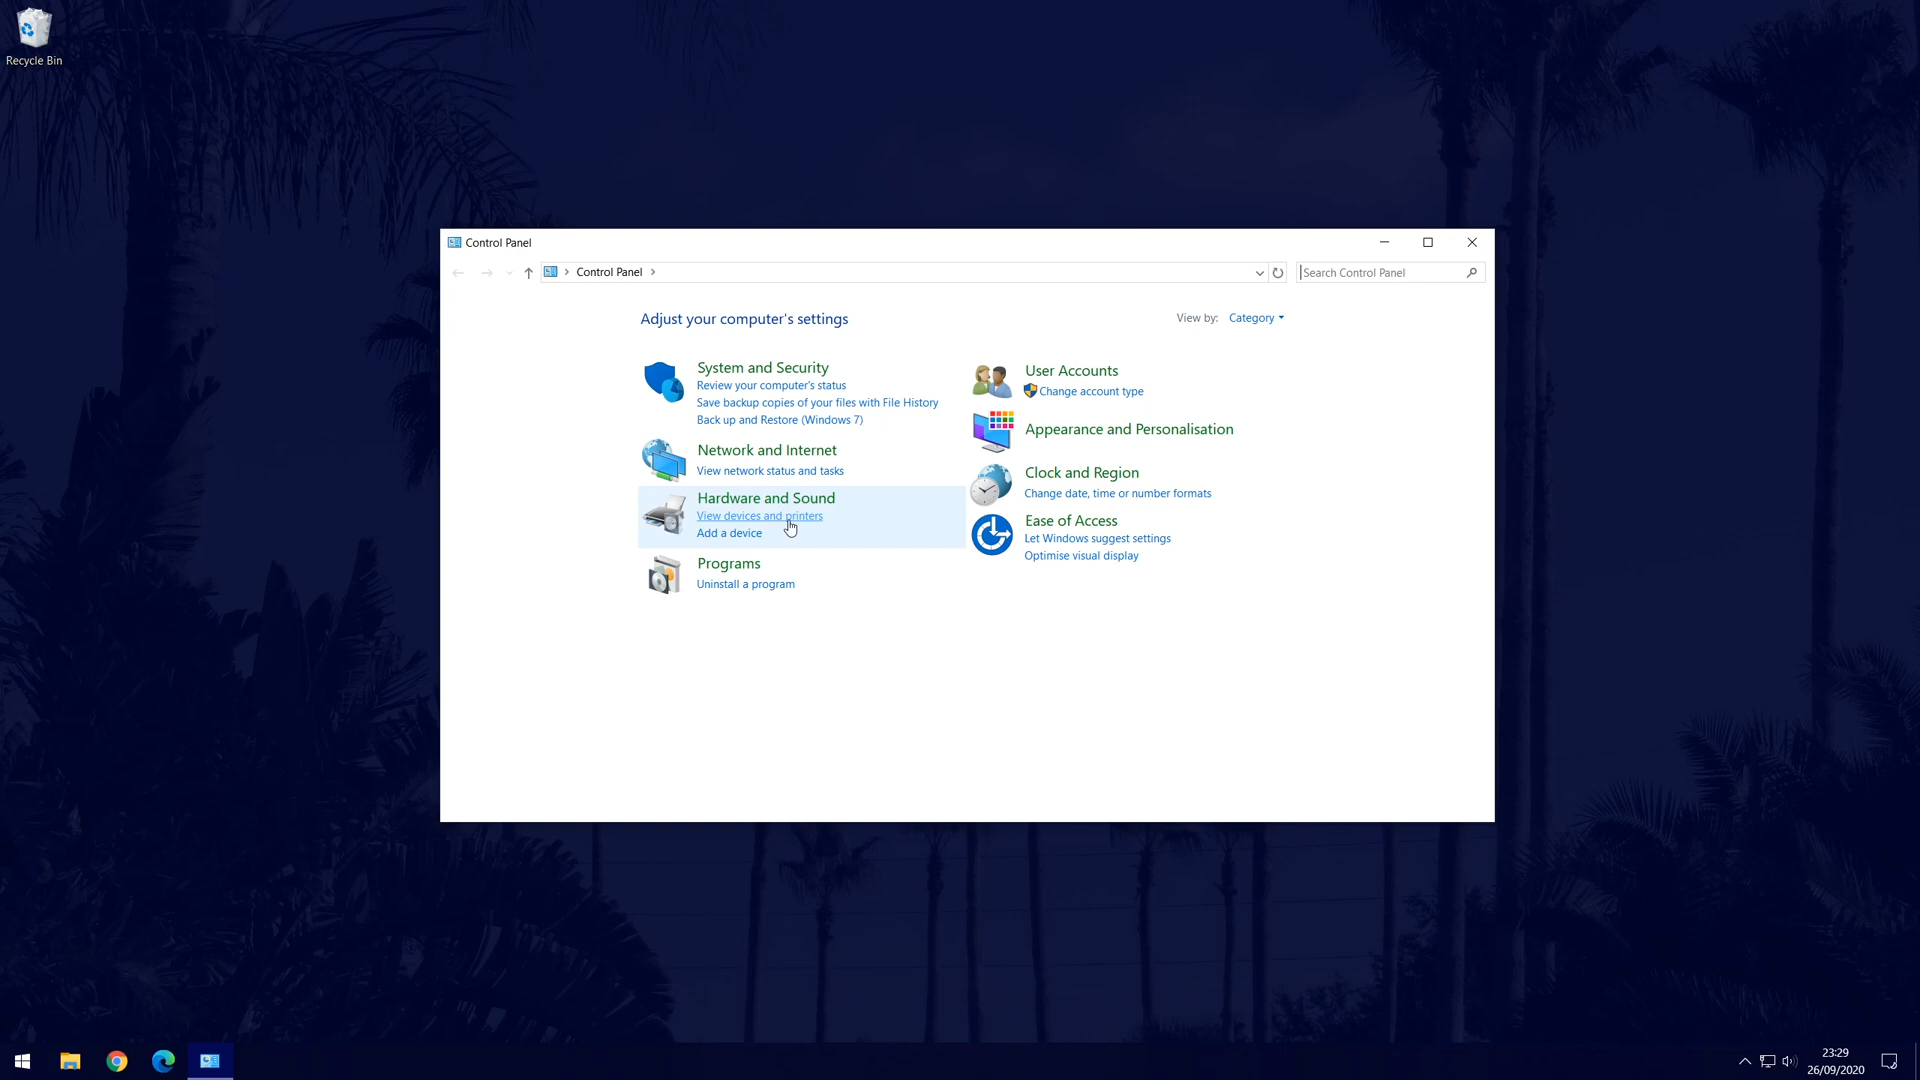 Recycle Bin
Control Panel
Control Panel
Search Control Panel
Adjust your computer's settings
View by: Category
System and Security
Review your computer's status
Save backup copies of your files with File History
Back up and Restore (Windows 7)
Network and Internet
View network status and tasks
Hardware and Sound
View devices and printers
Add a device
Programs
Uninstall a program
User Accounts
Change account type
Appearance and Personalisation
Clock and Region
Change date, time or number formats
Ease of Access
Let Windows suggest settings
Optimise visual display
23:29
26/09/2020